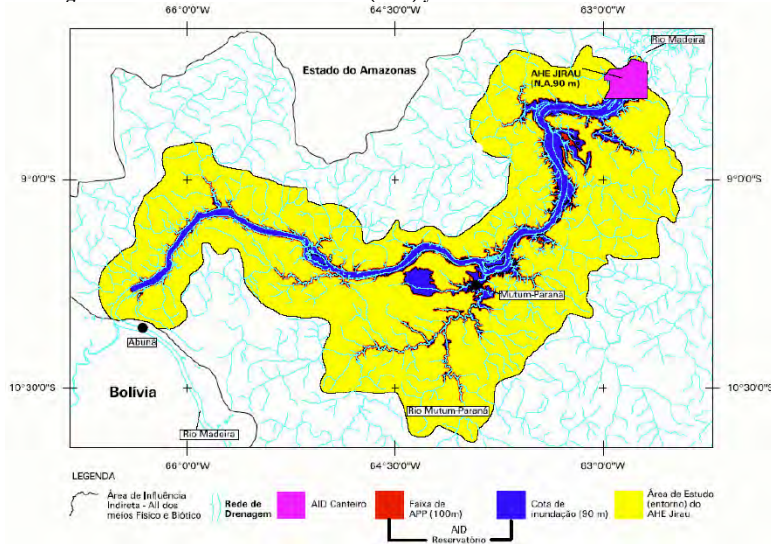 66°0'0"W
64°30'0"W
63°0'0"W
Rio Madeira
Estado do Amazonas
AHE JIRAU
(N.A.90 m)
9°0'0"W
9°0'0"W
Mutum-Paraná
Abunã
10°30'0"W
10°30'0"W
Bolívia
Rio Mutum-Paraná
Rio Madeira
66°0'0"W
64°30'0"W
63°0'0"W
LEGENDA
Área de Influência
Indireta - AII dos
meios Físico e Biótico
Rede de
Drenagem
AID Canteiro
Faixa de
APP (100m)
Cota de
inundação (90 m)
Área de Estudo
(entorno) do
AHE Jirau
AID
Reservatório